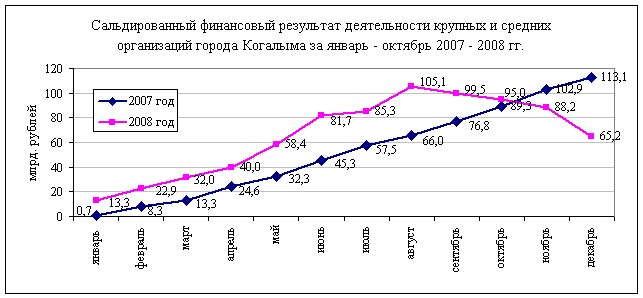 Сальдированный финансовый результат деятельности крупных и средних
организаций города Когалыма за январь - октябрь 2007 - 2008 гг.
млрд. рублей
120
100
80
60
40
20
0
2007 год
2008 год
0,7
8,3
13,3
24,6
32,3
45,3
57,5
66,0
76,8
89,3
102,9
113,1
13,3
22,9
32,0
40,0
58,4
81,7
85,3
105,1
99,5
95,0
88,2
65,2
январь
февраль
март
апрель
май
июнь
июль
август
сентябрь
октябрь
ноябрь
декабрь